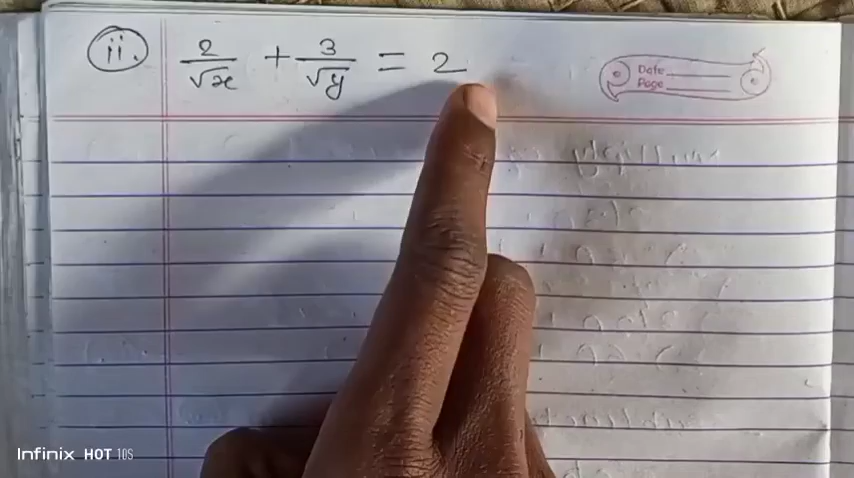 ii. 2/√x + 3/√y = 2
Date
Page
Infinix HOT 10S